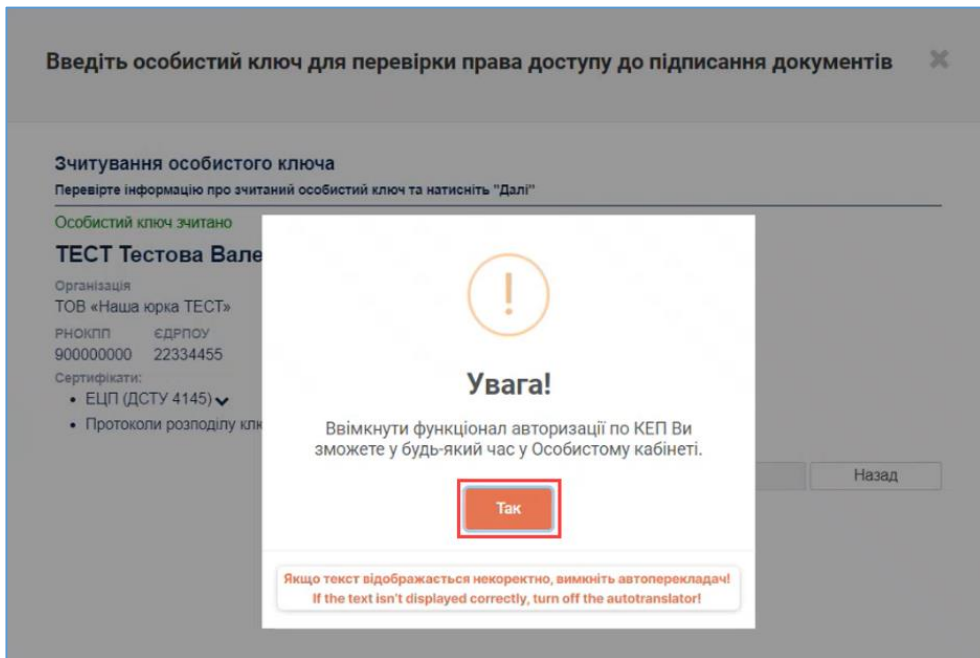 Введіть особистий ключ для перевірки права доступу до підписання документів
Зчитування особистого ключа
Перевірте інформацію про зчитаний особистий ключ та натисніть "Далі"
Особистий ключ зчитано
ТЕСТ Тестова Вале
Організація
ТОВ «Наша юрка ТЕСТ»
РНОКПП ЄДРПОУ
900000000 22334455
Сертифікати:
• ЕЦП (ДСТУ 4145)
• Протоколи розподілу клк
!
Увага!
Ввімкнути функціонал авторизації по КЕП Ви
зможете у будь-який час у Особистому кабінеті.
Так
Назад
Якщо текст відображається некоректно, вимкніть автоперекладач!
If the text isn't displayed correctly, turn off the autotranslator!